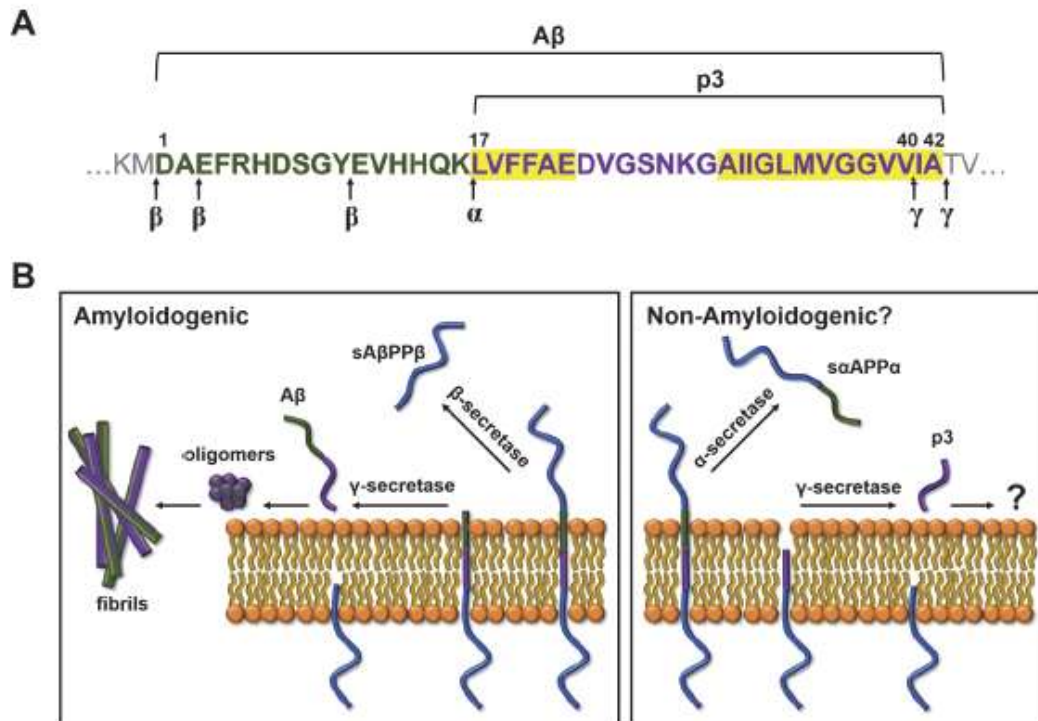 A
Aβ
p3
1 17 40 42
...KMDAEFRHDSGYEVHHQKLVFFAEDVGSNKGAIIGLMVGGVVIATV...
β β β α γ γ
B
Amyloidogenic
sAβPPβ
Aβ
β-secretase
oligomers
γ-secretase
fibrils
Non-Amyloidogenic?
sαAPPα
α-secretase
p3
γ-secretase
?